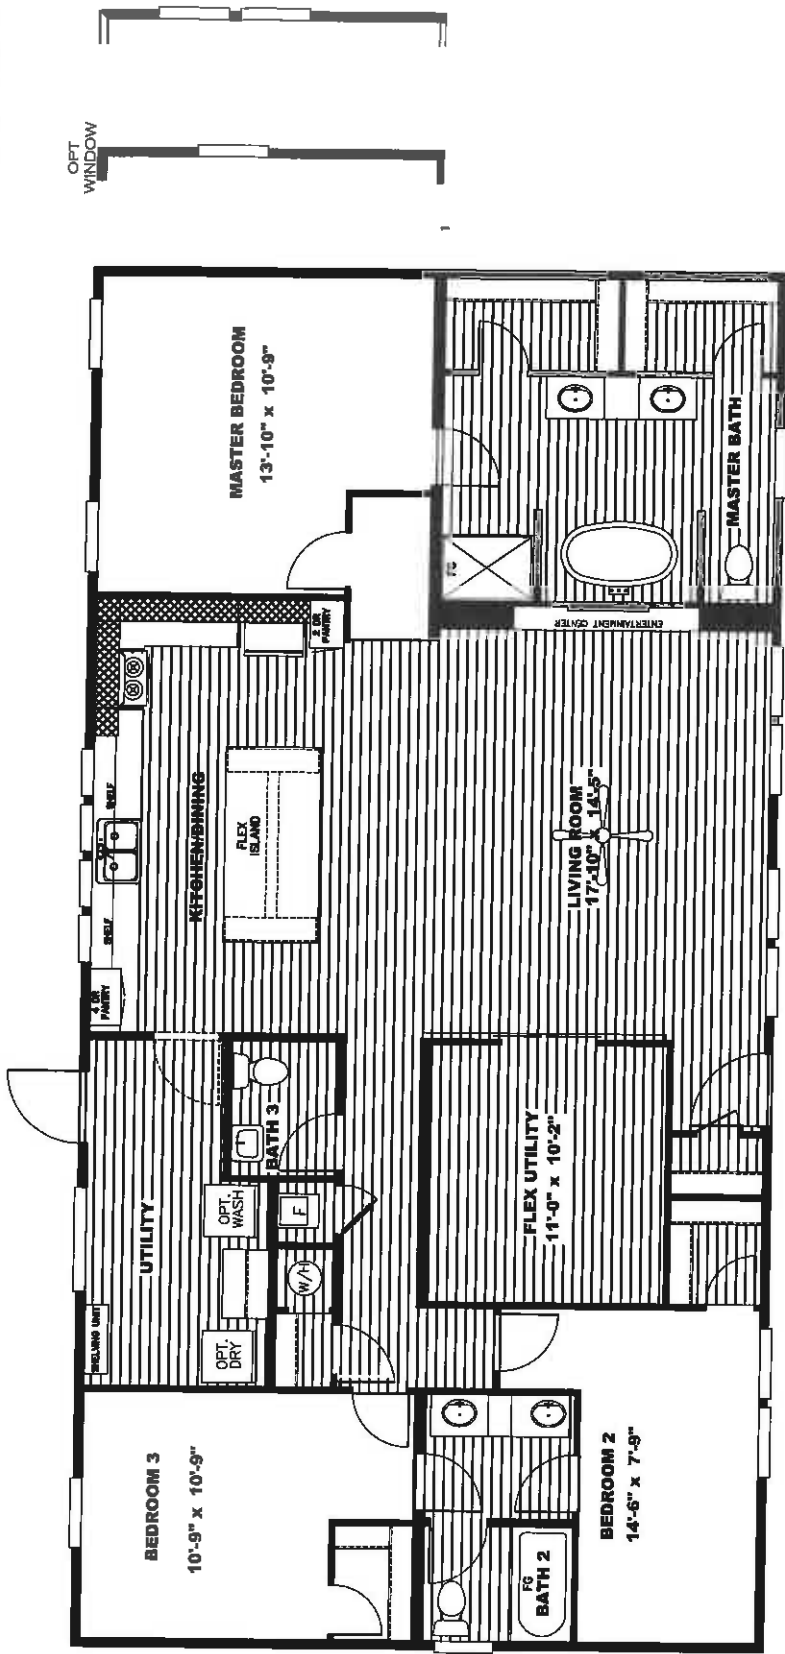 OPT
WINDOW
MASTER BEDROOM
13'-10" x 10'-9"
MASTER BATH
FG
ENTERTAINMENT CENTER
2 DR
PANTRY
KITCHEN/DINING
SHELF
SHELF
4 DR
PANTRY
FLEX
ISLAND
LIVING ROOM
17'-10" x 14'-5"
UTILITY
BATH 3
OPT.
WASH
F
W/H
OPT.
DRY
SHELVING UNIT
FLEX UTILITY
11'-0" x 10'-2"
BEDROOM 3
10'-9" x 10'-9"
BEDROOM 2
14'-6" x 7'-9"
FG
BATH 2